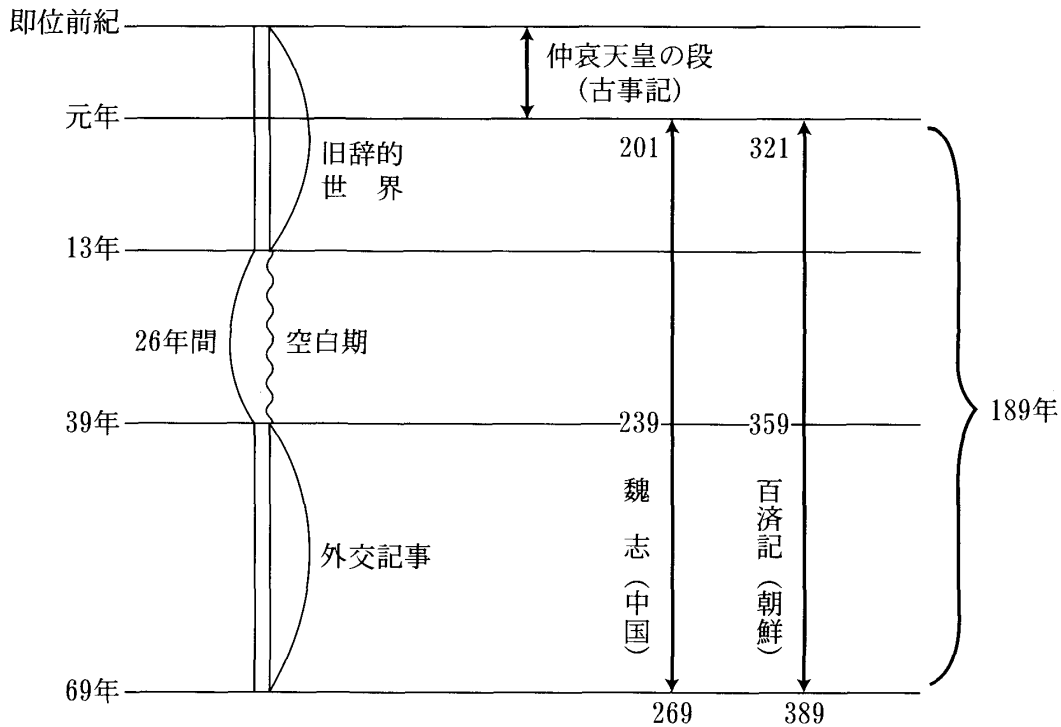 即位前紀
仲哀天皇の段
(古事記)
元年
201
321
旧辞的
世　界
13年
26年間
空白期
189年
39年
239
359
魏　志(中国)
百済記(朝鮮)
外交記事
69年
269
389